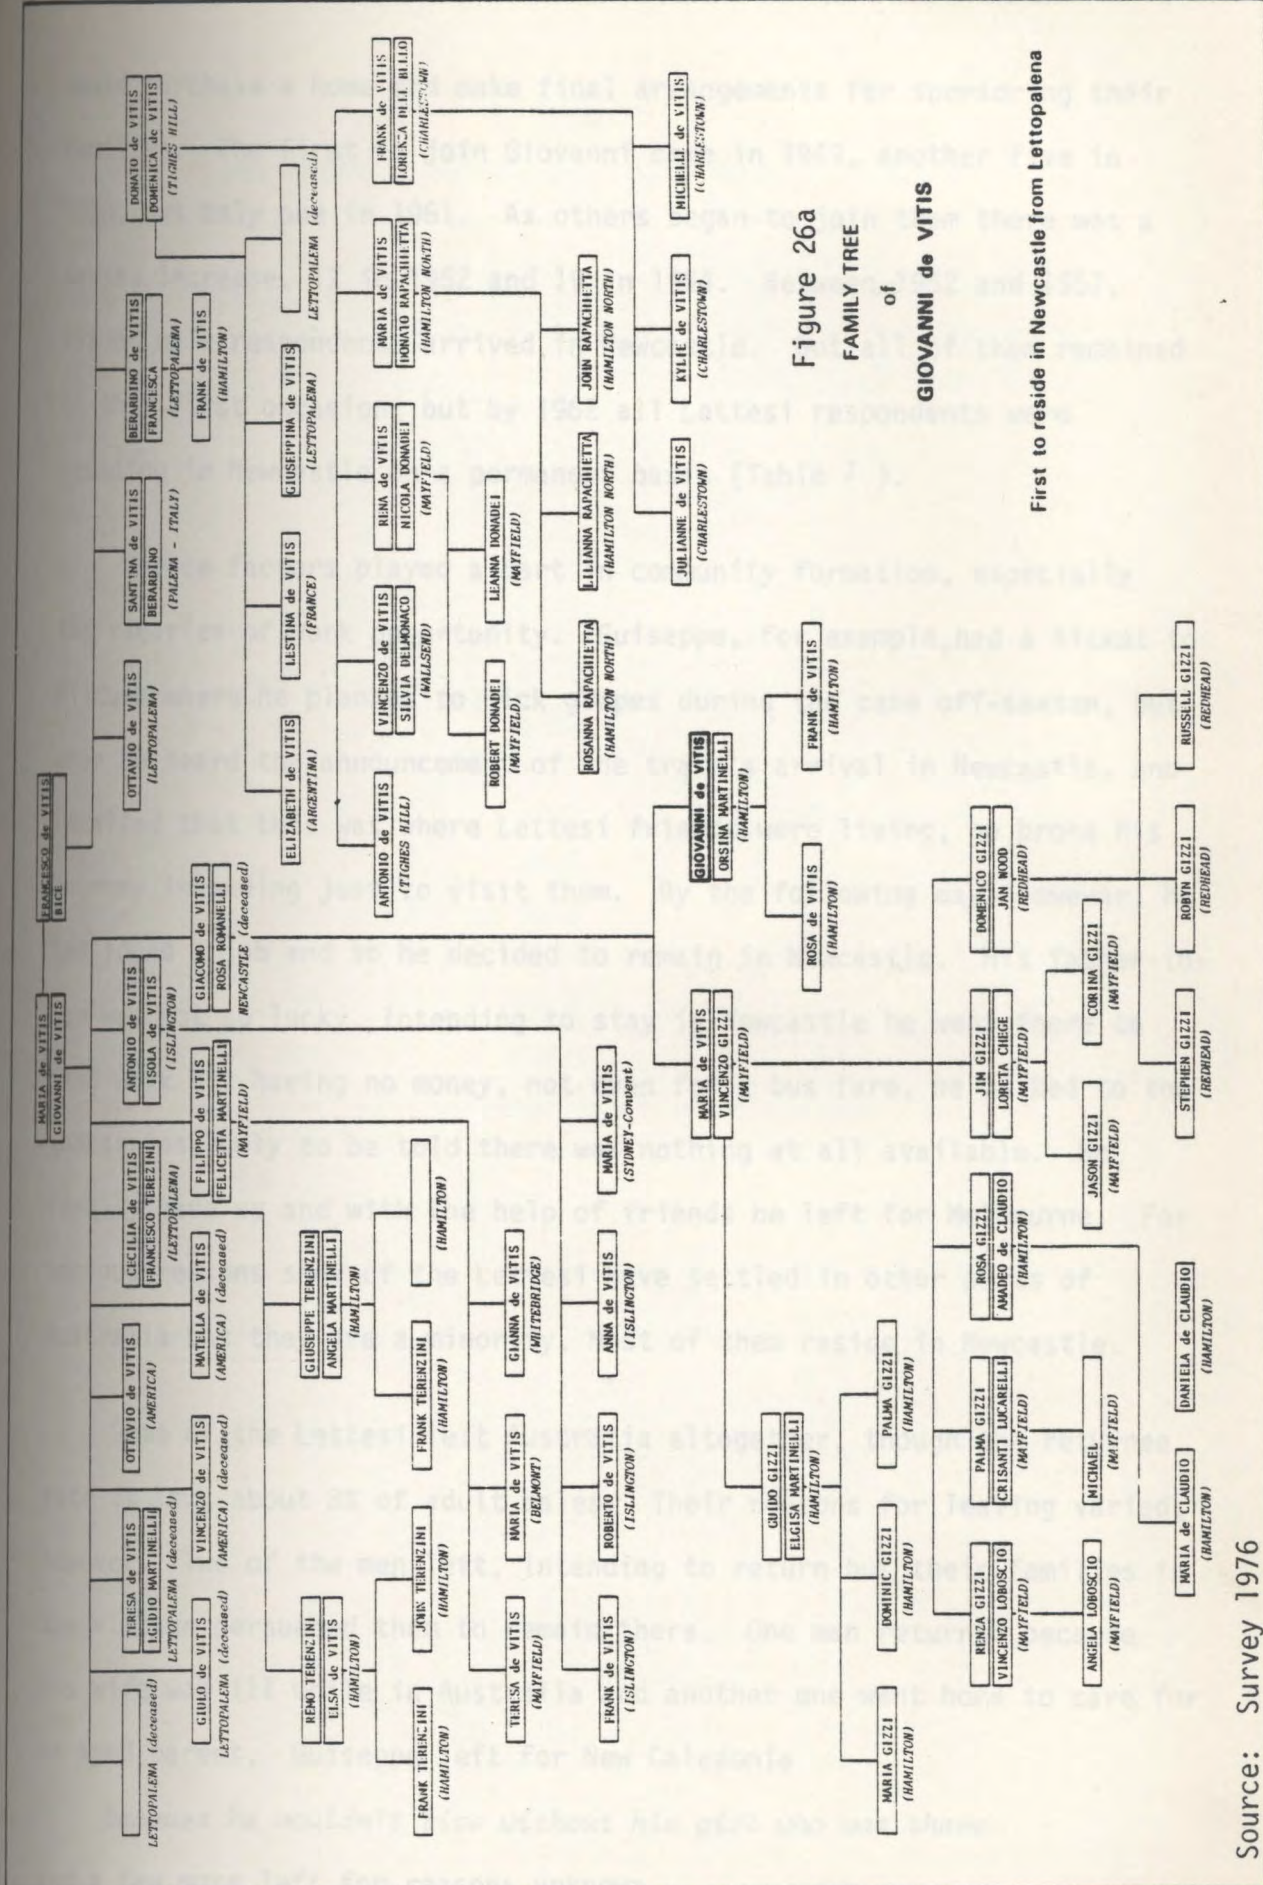 MARIA de VITIS
GIOVANNI de VITIS
FRANCESCO de VITIS
BICE
LETTOPALENA (deceased)
TERESA de VITIS
EGIDIO MARTINELLI
LETTOPALENA (deceased)
OTTAVIO de VITIS
(AMERICA)
CECILIA de VITIS
FRANCESCO TEREZINI
(LETTOPALENA)
ANTONIO de VITIS
ISOLA de VITIS
(ISLINGTON)
OTTAVIO de VITIS
(LETTOPALENA)
SANTINA de VITIS
BERARDINO
(PALENA - ITALY)
BERARDINO de VITIS
FRANCESCA
(LETTOPALENA)
DONATO de VITIS
DOMENICA de VITIS
(TIGHES HILL)
GIULO de VITIS
LETTOPALENA (deceased)
VINCENZO de VITIS
(AMERICA) (deceased)
MATELLA de VITIS
(AMERICA) (deceased)
FILIPPO de VITIS
FELICETTA MARTINELLI
(MAYFIELD)
GIACOMO de VITIS
ROSA ROMANELLI
NEWCASTLE (deceased)
FRANK de VITIS
(HAMILTON)
REMO TERENZINI
ELSA de VITIS
(HAMILTON)
GIUSEPPE TERENZINI
ANGELA MARTINELLI
(HAMILTON)
ELIZABETH de VITIS
(ARGENTINA)
LESTINA de VITIS
(FRANCE)
GIUSEPPINA de VITIS
(LETTOPALENA)
LETTOPALENA (deceased)
FRANK TERENZINI
(HAMILTON)
JOHN TERENZINI
(HAMILTON)
FRANK TERENZINI
(HAMILTON)
(HAMILTON)
ANTONIO de VITIS
(TIGHES HILL)
VINCENZO de VITIS
SILVIA DELMONACO
(WALLSEND)
RENA de VITIS
NICOLA DONADEI
(MAYFIELD)
MARIA de VITIS
DONATO RAPACHIETTA
(HAMILTON NORTH)
FRANK de VITIS
LORENZA DELL BELLO
(CHARLESTOWN)
TERESA de VITIS
(MAYFIELD)
MARIA de VITIS
(BELMONT)
GIANNA de VITIS
(WHITEBRIDGE)
ROBERT DONADEI
(MAYFIELD)
LEANNA DONADEI
(MAYFIELD)
FRANK de VITIS
(ISLINGTON)
ROBERTO de VITIS
(ISLINGTON)
ANNA de VITIS
(ISLINGTON)
MARIA de VITIS
(SYDNEY-Convent)
ROSANNA RAPACHIETTA
(HAMILTON NORTH)
LILIANNA RAPACHIETTA
(HAMILTON NORTH)
JOHN RAPACHIETTA
(HAMILTON NORTH)
MARIA de VITIS
VINCENZO GIZZI
(MAYFIELD)
GIOVANNI de VITIS
ORSINA MARTINELLI
(HAMILTON)
JULIANNE de VITIS
(CHARLESTOWN)
KYLIE de VITIS
(CHARLESTOWN)
MICHELLE de VITIS
(CHARLESTOWN)
GUIDO GIZZI
ELGISA MARTINELLI
(HAMILTON)
ROSA de VITIS
(HAMILTON)
FRANK de VITIS
(HAMILTON)
MARIA GIZZI
(HAMILTON)
DOMINIC GIZZI
(HAMILTON)
PALMA GIZZI
(HAMILTON)
RENZA GIZZI
VINCENZO LOBOSCIO
(MAYFIELD)
PALMA GIZZI
CRISANTI LUCARELLI
(MAYFIELD)
ROSA GIZZI
AMADEO de CLAUDIO
(HAMILTON)
JIM GIZZI
LORETA CHEGE
(MAYFIELD)
DOMENICO GIZZI
JAN WOOD
(REDHEAD)
ANGELA LOBOSCIO
(MAYFIELD)
MICHAEL
(MAYFIELD)
JASON GIZZI
(MAYFIELD)
CORINA GIZZI
(MAYFIELD)
MARIA de CLAUDIO
(HAMILTON)
DANIELA de CLAUDIO
(HAMILTON)
STEPHEN GIZZI
(REDHEAD)
ROBYN GIZZI
(REDHEAD)
RUSSELL GIZZI
(REDHEAD)
Figure 26a
FAMILY TREE
of
GIOVANNI de VITIS
First to reside in Newcastle from Lettopalena
Source: Survey 1976